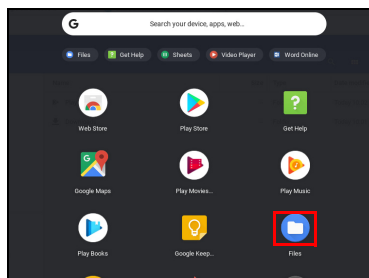 G Search your device, apps, web...
Files Get Help Sheets Video Player Word Online
Web Store Play Store Get Help
Google Maps Play Movies... Play Music
Play Books Google Keep... Files